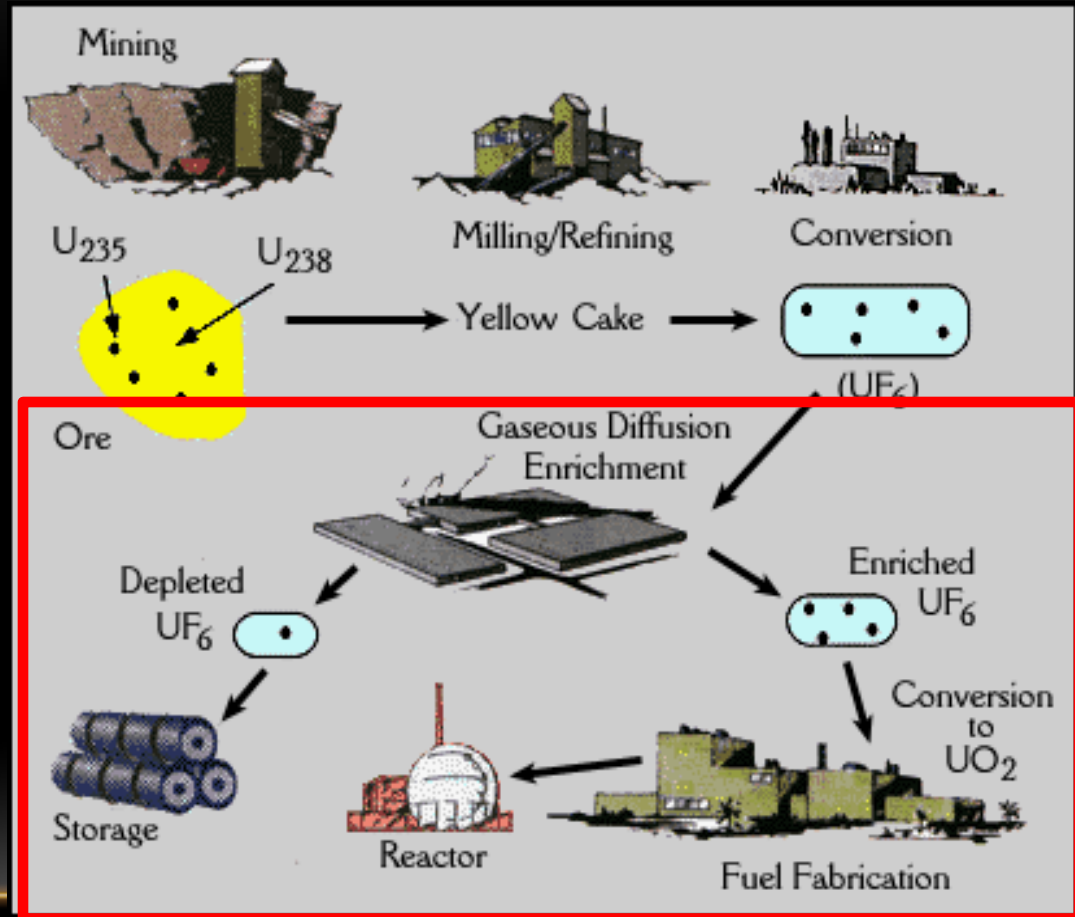 Mining
Milling/Refining
Conversion
U235
U238
Yellow Cake
(UF6)
Ore
Gaseous Diffusion
Enrichment
Depleted
UF6
Enriched
UF6
Conversion
to
UO2
Storage
Reactor
Fuel Fabrication